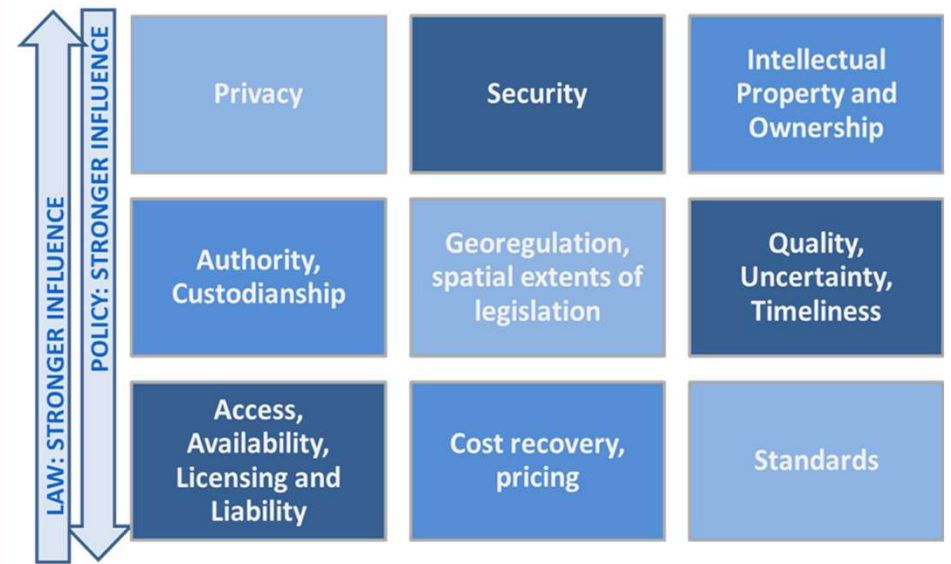 LAW: STRONGER INFLUENCE
POLICY: STRONGER INFLUENCE
Privacy
Security
Intellectual
Property and
Ownership
Authority,
Custodianship
Georegulation,
spatial extents of
legislation
Quality,
Uncertainty,
Timeliness
Access,
Availability,
Licensing and
Liability
Cost recovery,
pricing
Standards